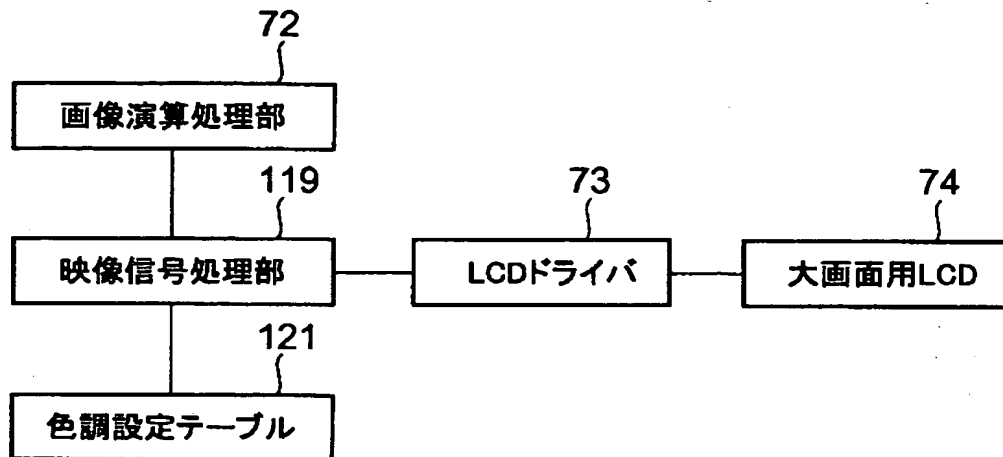 72
画像演算処理部
119
映像信号処理部
73
LCDドライバ
74
大画面用LCD
121
色調設定テーブル